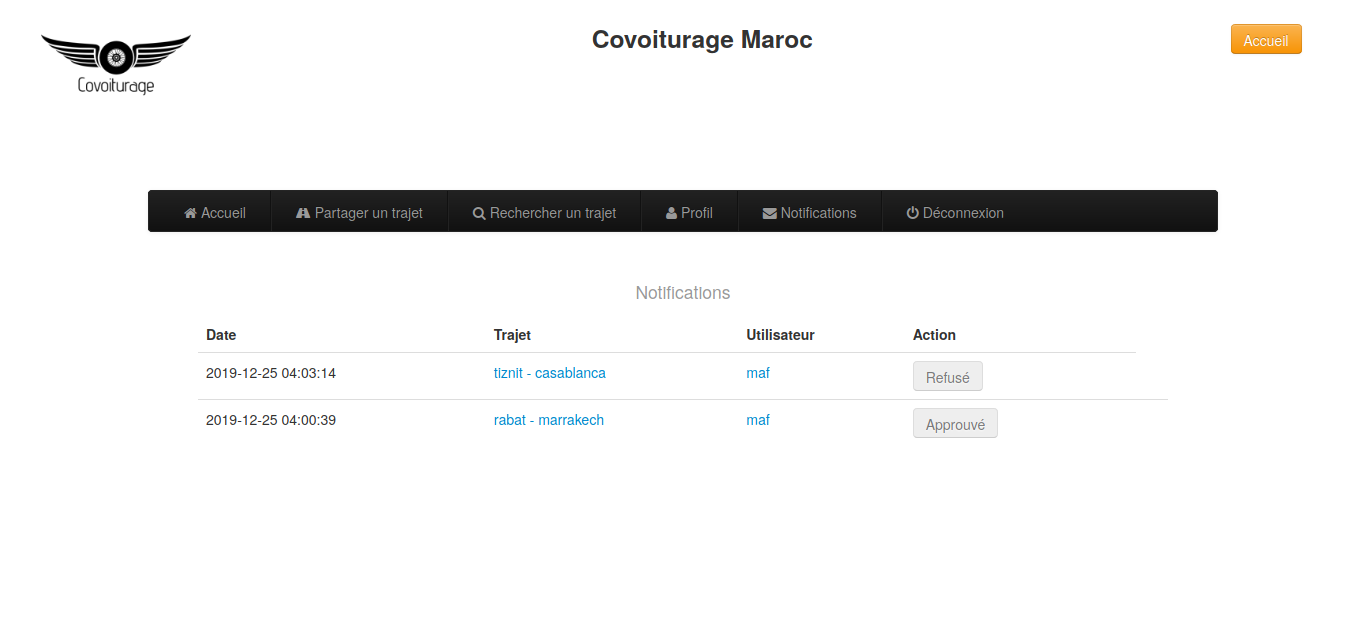 Covoiturage
Covoiturage Maroc
Accueil
Accueil Partager un trajet Rechercher un trajet Profil Notifications Déconnexion
Notifications
Date Trajet Utilisateur Action
2019-12-25 04:03:14 tiznit - casablanca maf Refusé
2019-12-25 04:00:39 rabat - marrakech maf Approuvé